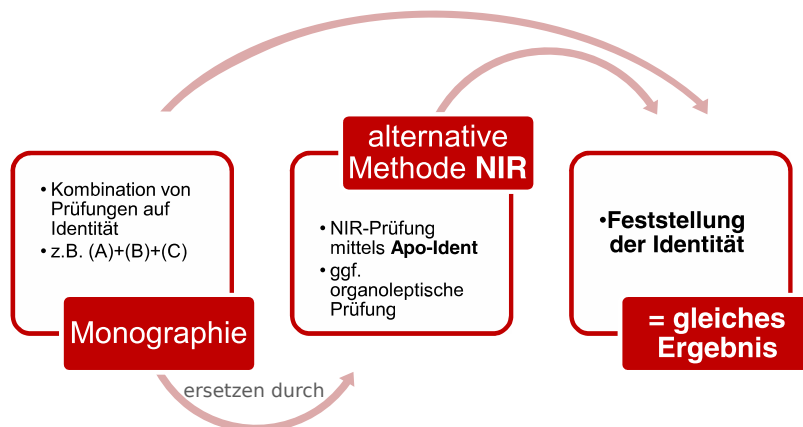 • Kombination von
Prüfungen auf
Identität
• z.B. (A)+(B)+(C)
Monographie
ersetzen durch
alternative
Methode NIR
• NIR-Prüfung
mittels Apo-Ident
• ggf.
organoleptische
Prüfung
•Feststellung
der Identität
= gleiches
Ergebnis